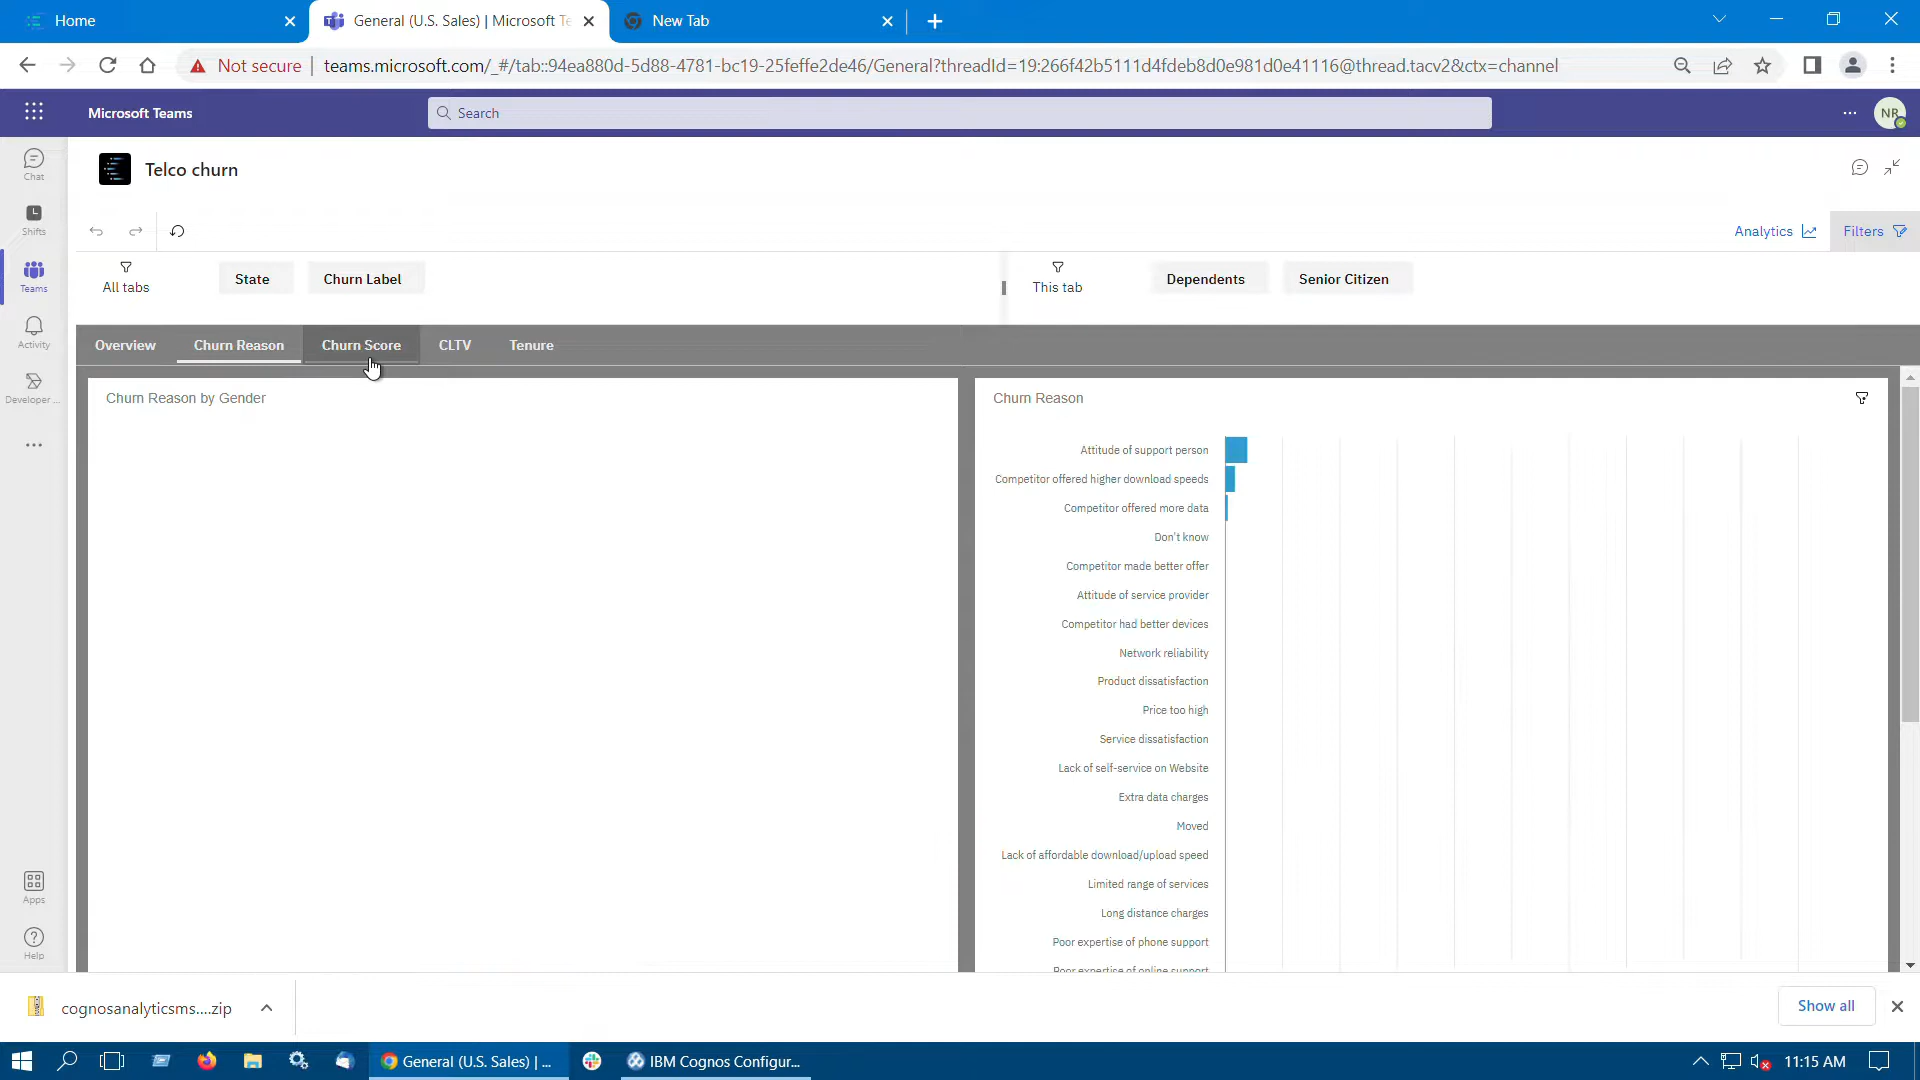 Home
General (U.S. Sales) | Microsoft Te
New Tab
Not secure
teams.microsoft.com/_#/tab::94ea880d-5d88-4781-bc19-25feffe2de46/General?threadId=19:266f42b5111d4fdeb8d0e981d0e41116@thread.tacv2&ctx=channel
Microsoft Teams
Search
NR
Chat
Shifts
Teams
Activity
Developer ...
Apps
Help
Telco churn
Analytics
Filters
All tabs
State
Churn Label
This tab
Dependents
Senior Citizen
Overview
Churn Reason
Churn Score
CLTV
Tenure
Churn Reason by Gender
Churn Reason
Attitude of support person
Competitor offered higher download speeds
Competitor offered more data
Don't know
Competitor made better offer
Attitude of service provider
Competitor had better devices
Network reliability
Product dissatisfaction
Price too high
Service dissatisfaction
Lack of self-service on Website
Extra data charges
Moved
Lack of affordable download/upload speed
Limited range of services
Long distance charges
Poor expertise of phone support
Poor expertise of online support
cognosanalyticsms....zip
Show all
General (U.S. Sales) | ...
IBM Cognos Configur...
11:15 AM